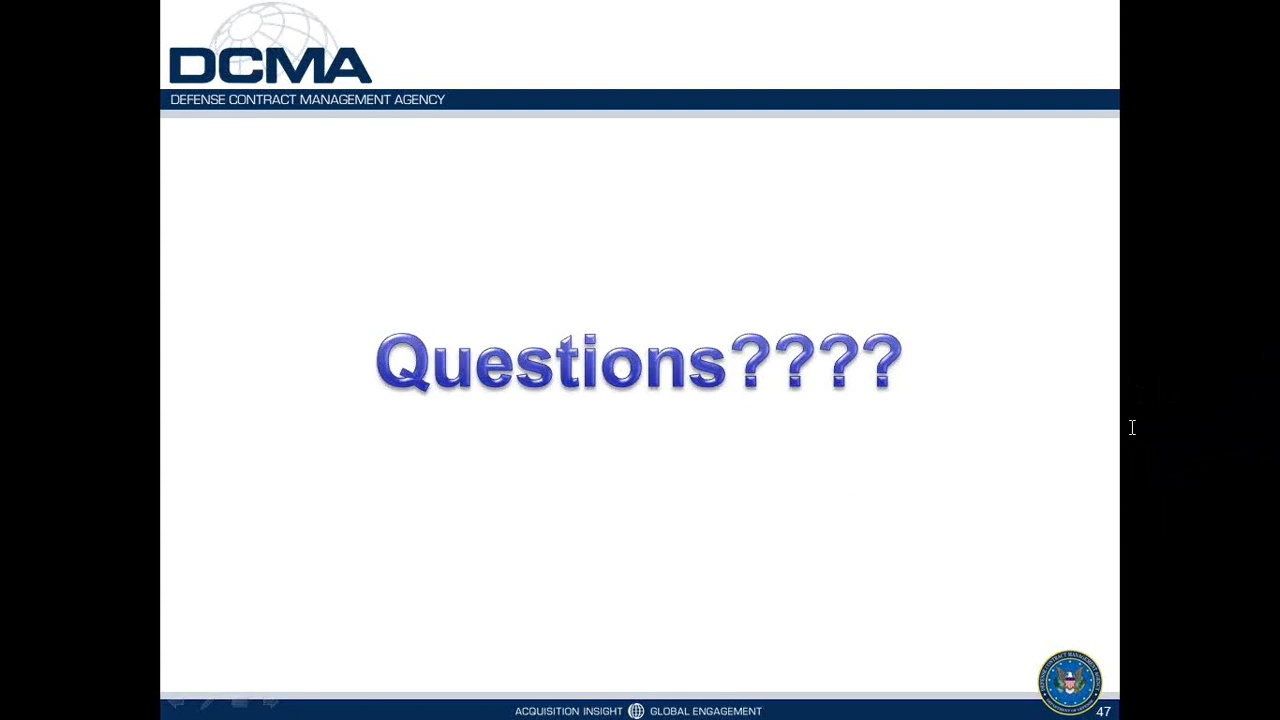 DCMA
DEFENSE CONTRACT MANAGEMENT AGENCY
Questions????
ACQUISITION INSIGHT GLOBAL ENGAGEMENT
47